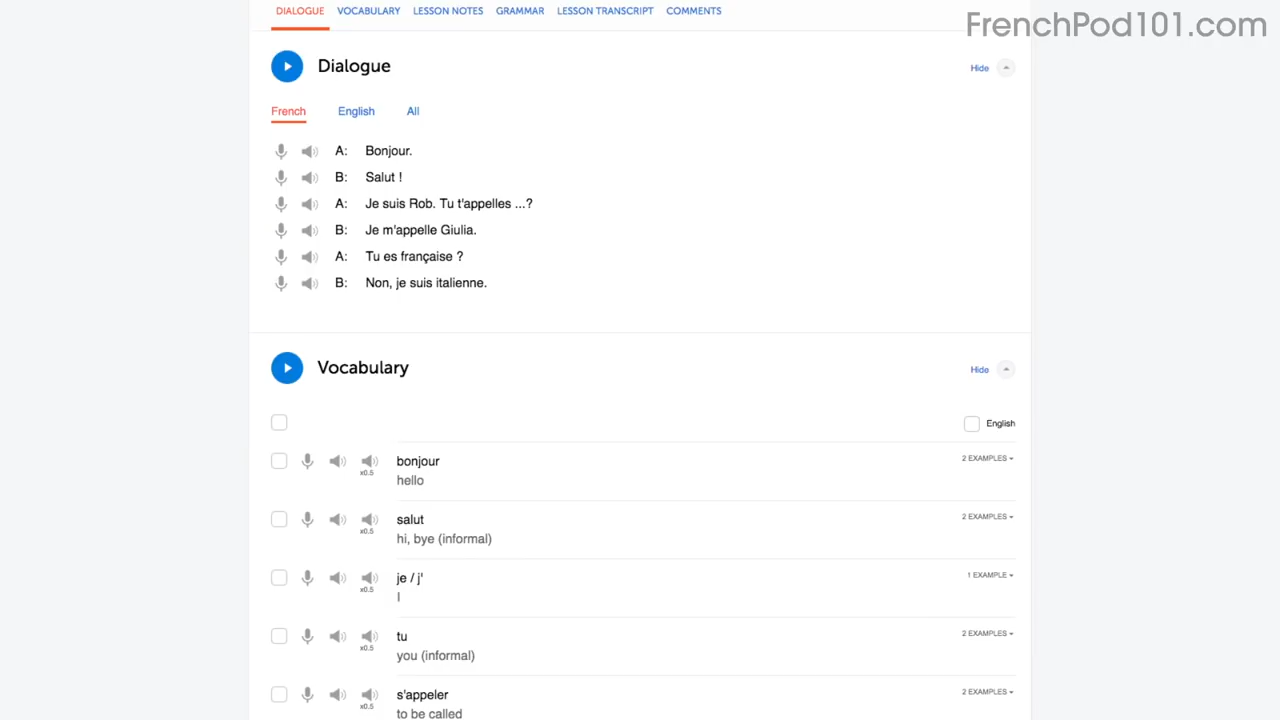 DIALOGUE VOCABULARY LESSON NOTES GRAMMAR LESSON TRANSCRIPT COMMENTS
FrenchPod101.com
Dialogue
Hide
French English All
A: Bonjour.
B: Salut !
A: Je suis Rob. Tu t'appelles ...?
B: Je m'appelle Giulia.
A: Tu es française ?
B: Non, je suis italienne.
Vocabulary
Hide
English
bonjour
2 EXAMPLES
x0.5
hello
salut
2 EXAMPLES
x0.5
hi, bye (informal)
je / j'
1 EXAMPLE
x0.5
I
tu
2 EXAMPLES
x0.5
you (informal)
s'appeler
2 EXAMPLES
x0.5
to be called